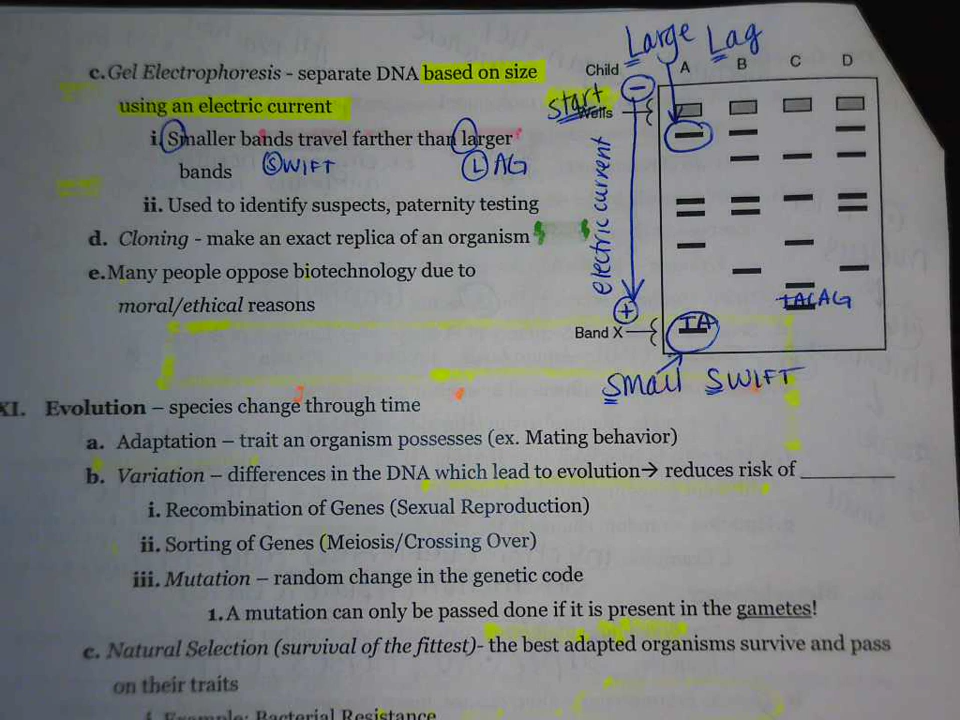 Large Lag
c. Gel Electrophoresis - separate DNA based on size
Child A B C D
using an electric current
start
Wells
i. Smaller bands travel farther than larger
bands
SWIFT LAG
electric current
ii. Used to identify suspects, paternity testing
d. Cloning - make an exact replica of an organism
e. Many people oppose biotechnology due to
moral/ethical reasons
TACAG
Band X
TA
Small SWIFT
XI. Evolution – species change through time
a. Adaptation – trait an organism possesses (ex. Mating behavior)
b. Variation – differences in the DNA which lead to evolution→ reduces risk of ________
i. Recombination of Genes (Sexual Reproduction)
ii. Sorting of Genes (Meiosis/Crossing Over)
iii. Mutation – random change in the genetic code
1. A mutation can only be passed done if it is present in the gametes!
c. Natural Selection (survival of the fittest)- the best adapted organisms survive and pass
on their traits
i. Example: Bacterial Resistance